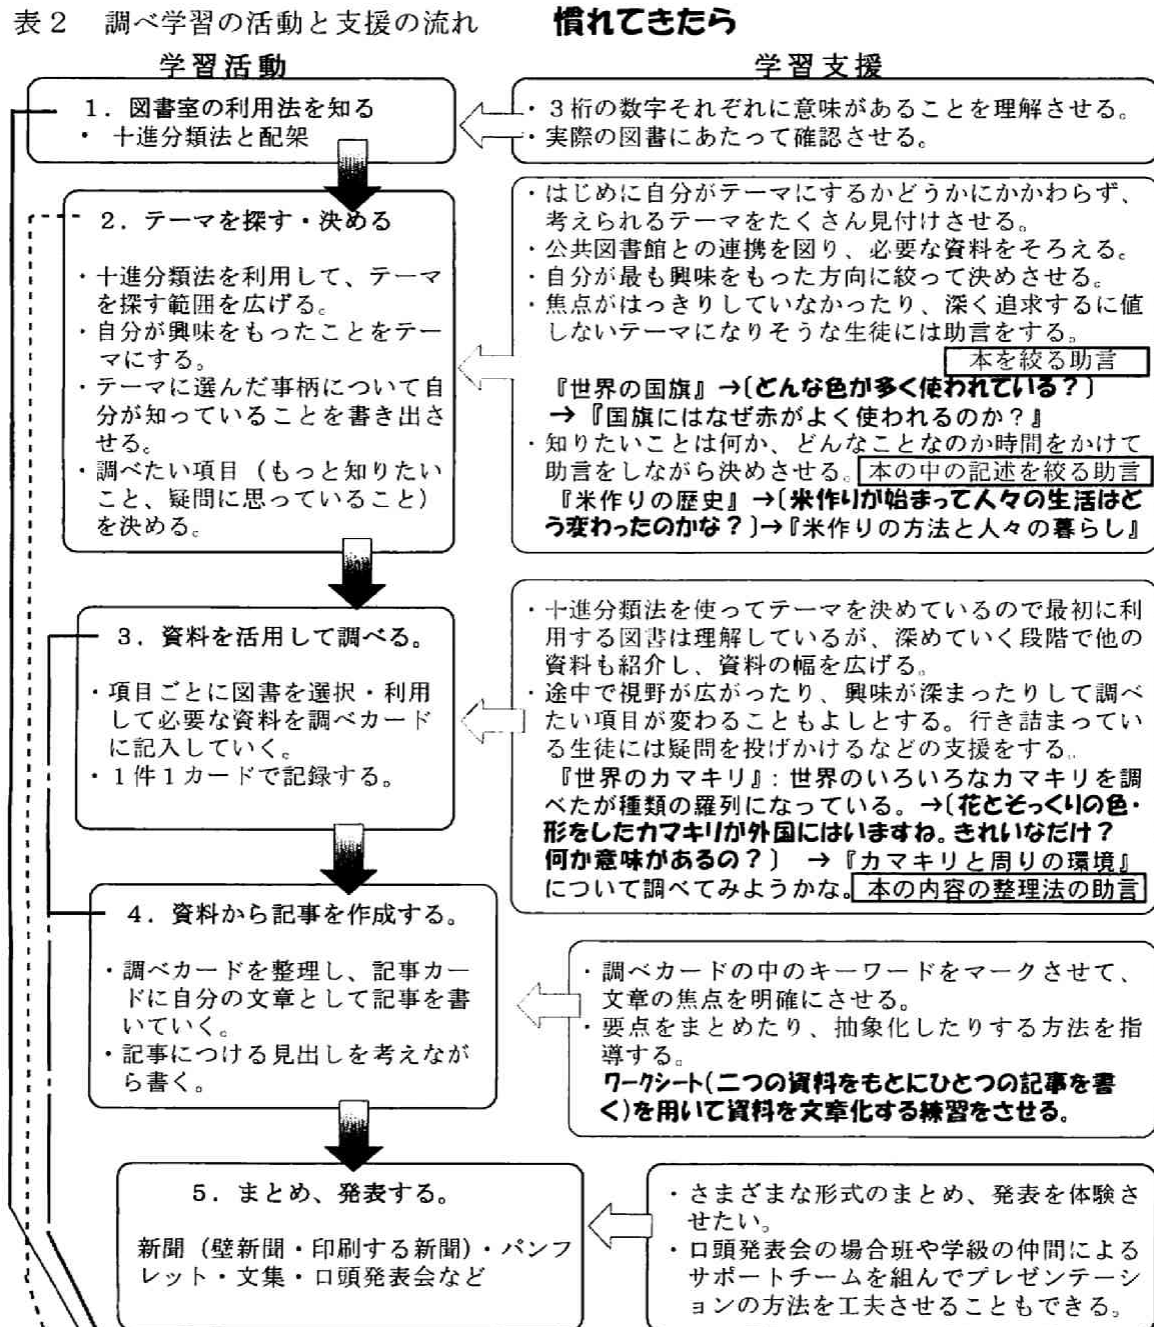 表2 調べ学習の活動と支援の流れ 慣れてきたら
学習活動
学習支援
1．図書室の利用法を知る
・十進分類法と配架
・3桁の数字それぞれに意味があることを理解させる。
・実際の図書にあたって確認させる。
2．テーマを探す・決める
・十進分類法を利用して、テーマ
を探す範囲を広げる。
・自分が興味をもったことをテー
マにする。
・テーマに選んだ事柄について自
分が知っていることを書き出さ
せる。
・調べたい項目（もっと知りたい
こと、疑問に思っていること）
を決める。
・はじめに自分がテーマにするかどうかにかかわらず、
考えられるテーマをたくさん見付けさせる。
・公共図書館との連携を図り、必要な資料をそろえる。
・自分が最も興味をもった方向に絞って決めさせる。
・焦点がはっきりしていなかったり、深く追求するに値
しないテーマになりそうな生徒には助言をする。
本を絞る助言
『世界の国旗』→〔どんな色が多く使われている？〕
→『国旗にはなぜ赤がよく使われるのか？』
・知りたいことは何か、どんなことなのか時間をかけて
助言をしながら決めさせる。本の中の記述を絞る助言
『米作りの歴史』→〔米作りが始まって人々の生活はど
う変わったのかな？〕→『米作りの方法と人々の暮らし』
3．資料を活用して調べる。
・項目ごとに図書を選択・利用
して必要な資料を調べカード
に記入していく。
・1件1カードで記録する。
・十進分類法を使ってテーマを決めているので最初に利
用する図書は理解しているが、深めていく段階で他の
資料も紹介し、資料の幅を広げる。
・途中で視野が広がったり、興味が深まったりして調べ
たい項目が変わることもよしとする。行き詰まってい
る生徒には疑問を投げかけるなどの支援をする。
『世界のカマキリ』：世界のいろいろなカマキリを調
べたが種類の羅列になっている。→〔花とそっくりの色・
形をしたカマキリが外国にはいますね。きれいなだけ？
何か意味があるの？〕 → 『カマキリと周りの環境』
について調べてみようかな。本の内容の整理法の助言
4．資料から記事を作成する。
・調べカードを整理し、記事カー
ドに自分の文章として記事を書
いていく。
・記事につける見出しを考えなが
ら書く。
・調べカードの中のキーワードをマークさせて、
文章の焦点を明確にさせる。
・要点をまとめたり、抽象化したりする方法を指
導する。
ワークシート(二つの資料をもとにひとつの記事を書
く)を用いて資料を文章化する練習をさせる。
5．まとめ、発表する。
新聞（壁新聞・印刷する新聞）・パンフ
レット・文集・口頭発表会など
・さまざまな形式のまとめ、発表を体験さ
せたい。
・口頭発表会の場合班や学級の仲間による
サポートチームを組んでプレゼンテーシ
ョンの方法を工夫させることもできる。